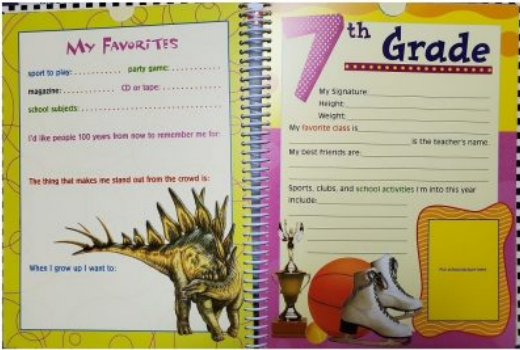 My Favorites
sport to play: .......... party game: ..........
magazine: .......... CD or tape: ..........
school subjects: ..........
I'd like people 100 years from now to remember me for:
The thing that makes me stand out from the crowd is:
When I grow up I want to:
7th Grade
My Signature:
Height:
Weight:
My favorite class is
is the teacher's name.
My best friends are:
Sports, clubs, and school activities I'm into this year
include: